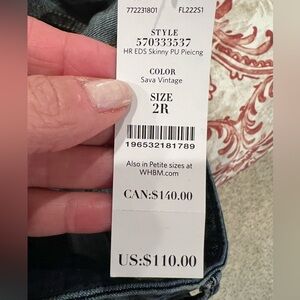 772231801 FL222S1
STYLE
570333537
HR EDS Skinny PU Pieicng
COLOR
Sava Vintage
SIZE
2R
196532181789
Also in Petite sizes at
WHBM.com
CAN:$140.00
US:$110.00